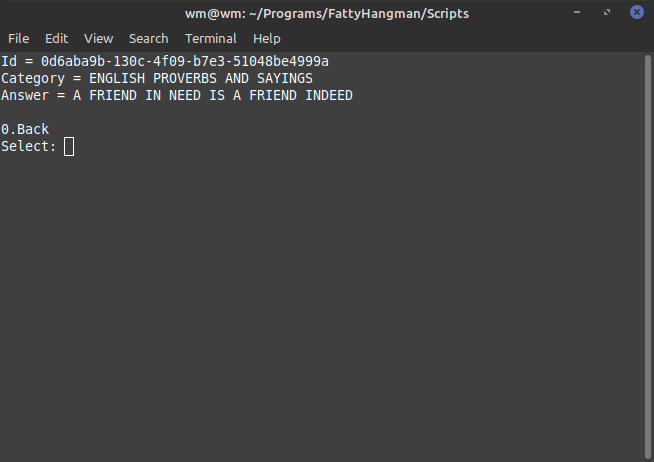 wm@wm: ~/Programs/FattyHangman/Scripts
File Edit View Search Terminal Help
Id = 0d6aba9b-130c-4f09-b7e3-51048be4999a
Category = ENGLISH PROVERBS AND SAYINGS
Answer = A FRIEND IN NEED IS A FRIEND INDEED
0.Back
Select: